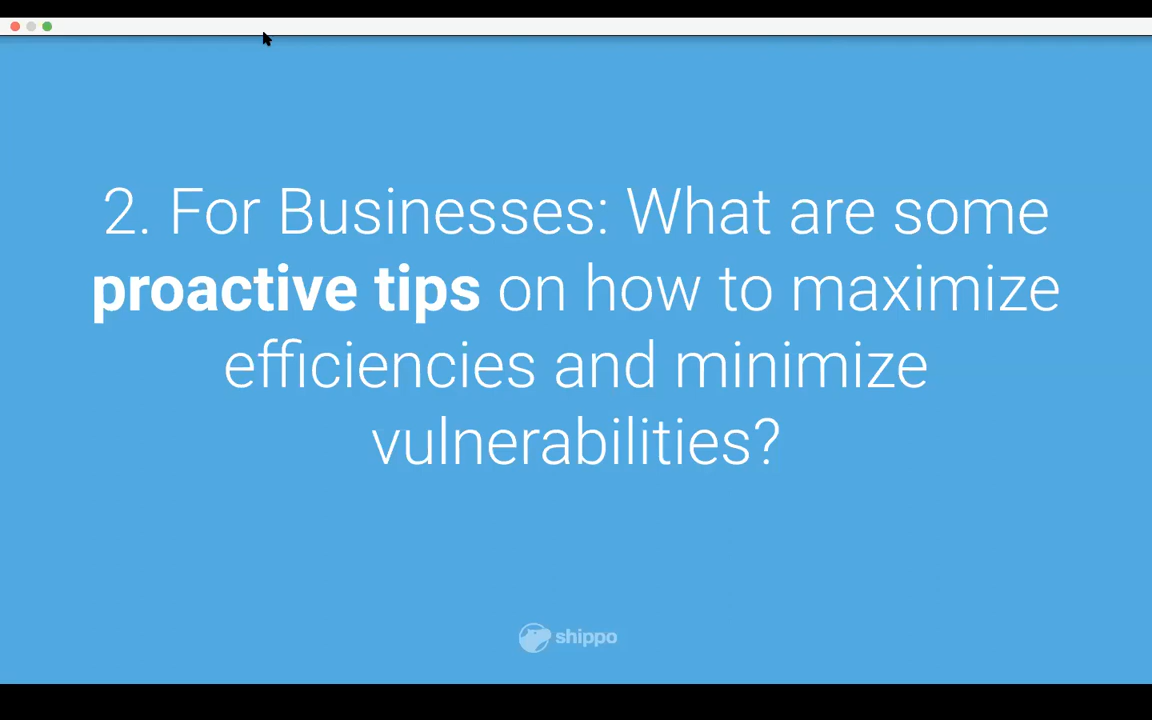 2. For Businesses: What are some
proactive tips on how to maximize
efficiencies and minimize
vulnerabilities?
shippo